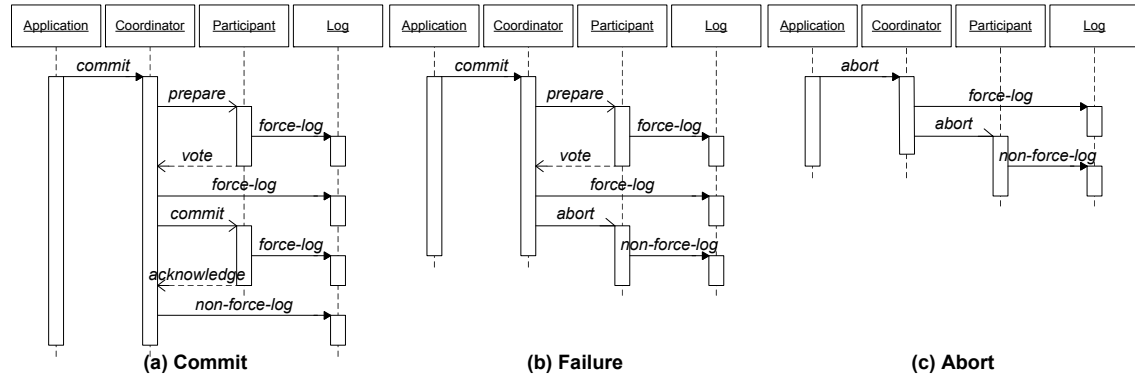 Application Coordinator Participant Log
commit
prepare
force-log
vote
force-log
commit
force-log
acknowledge
non-force-log
(a) Commit
Application Coordinator Participant Log
commit
prepare
force-log
vote
force-log
abort
non-force-log
(b) Failure
Application Coordinator Participant Log
abort
force-log
abort
non-force-log
(c) Abort